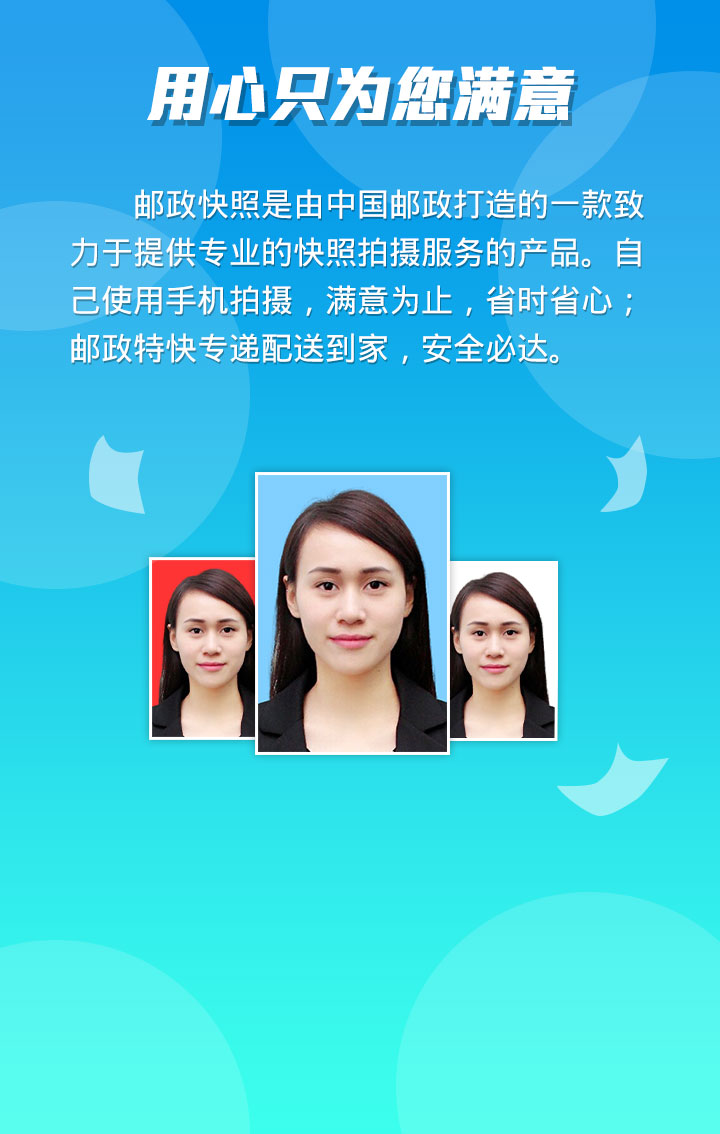 用心只为您满意
邮政快照是由中国邮政打造的一款致
力于提供专业的快照拍摄服务的产品。自
己使用手机拍摄，满意为止，省时省心；
邮政特快专递配送到家，安全必达。